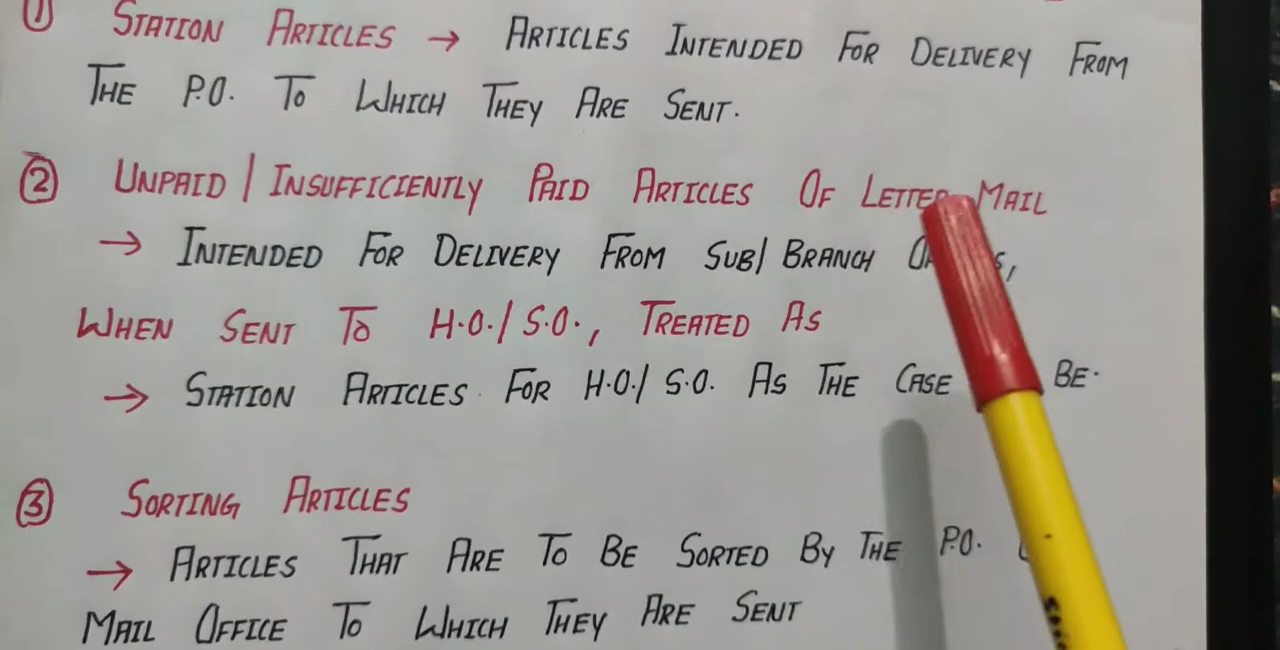 ① STATION ARTICLES → ARTICLES INTENDED FOR DELIVERY FROM
THE P.O. TO WHICH THEY ARE SENT.
② UNPAID / INSUFFICIENTLY PAID ARTICLES OF LETTER MAIL
→ INTENDED FOR DELIVERY FROM SUB/ BRANCH
WHEN SENT TO H.O./ S.O., TREATED AS
→ STATION ARTICLES FOR H.O./ S.O. AS THE CASE BE.
③ SORTING ARTICLES
→ ARTICLES THAT ARE TO BE SORTED BY THE P.O.
MAIL OFFICE TO WHICH THEY ARE SENT